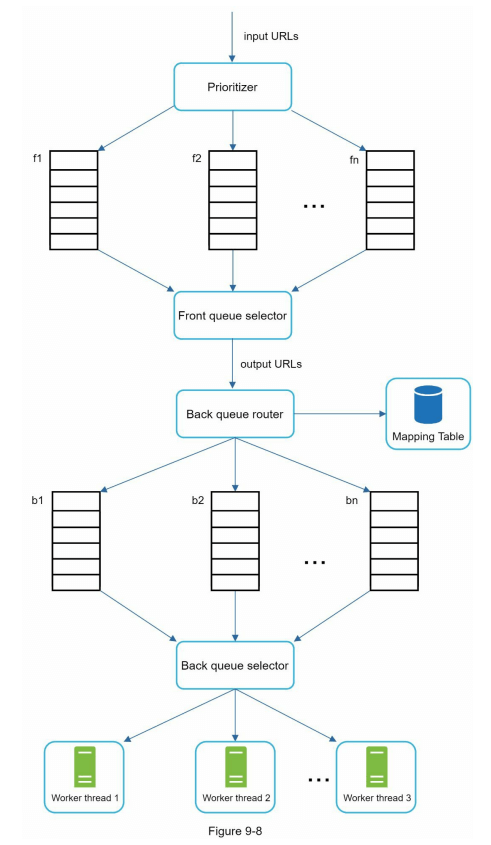 input URLs
Prioritizer
f1
f2
fn
...
Front queue selector
output URLs
Back queue router
Mapping Table
b1
b2
bn
...
Back queue selector
...
Worker thread 1
Worker thread 2
Worker thread 3
Figure 9-8